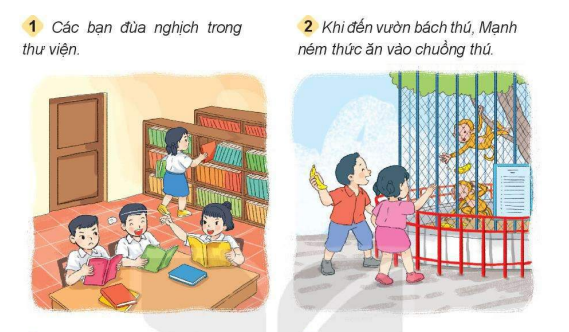 1 Các bạn đùa nghịch trong
thư viện.
2 Khi đến vườn bách thú, Mạnh
ném thức ăn vào chuồng thú.